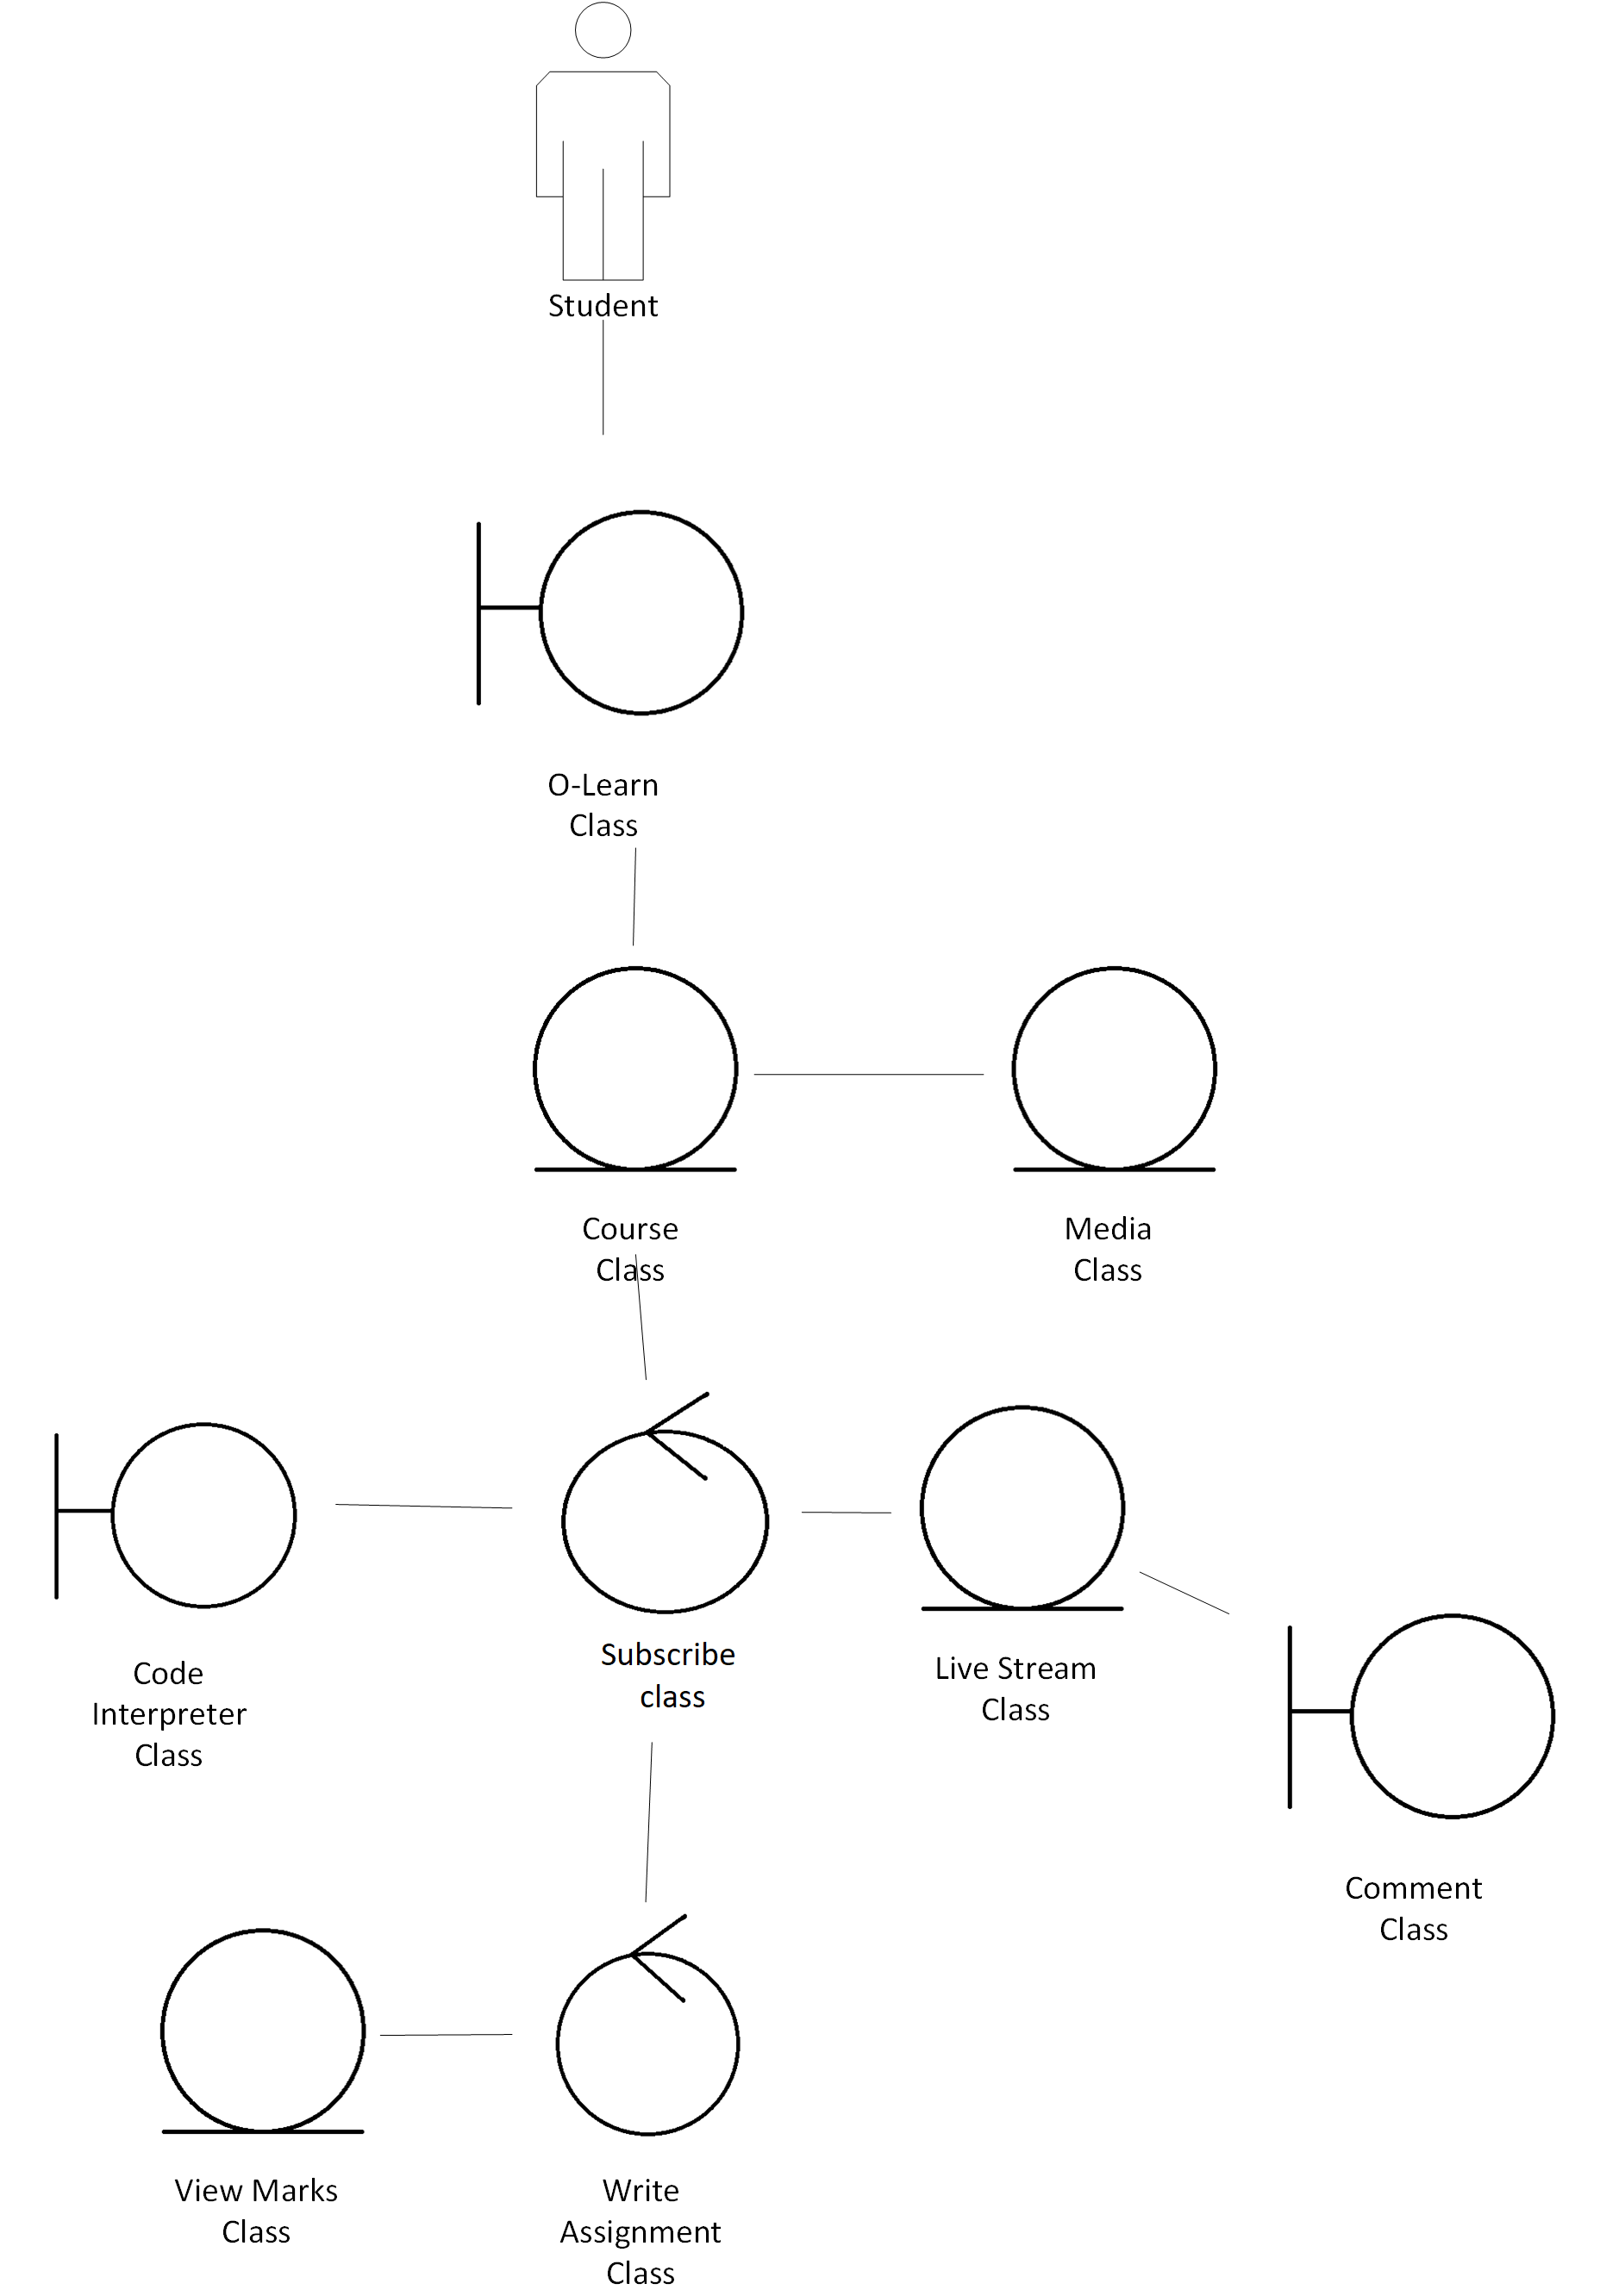 Student
O-Learn
Class
Course
Class
Media
Class
Code
Interpreter
Class
Subscribe
class
Live Stream
Class
Comment
Class
View Marks
Class
Write
Assignment
Class